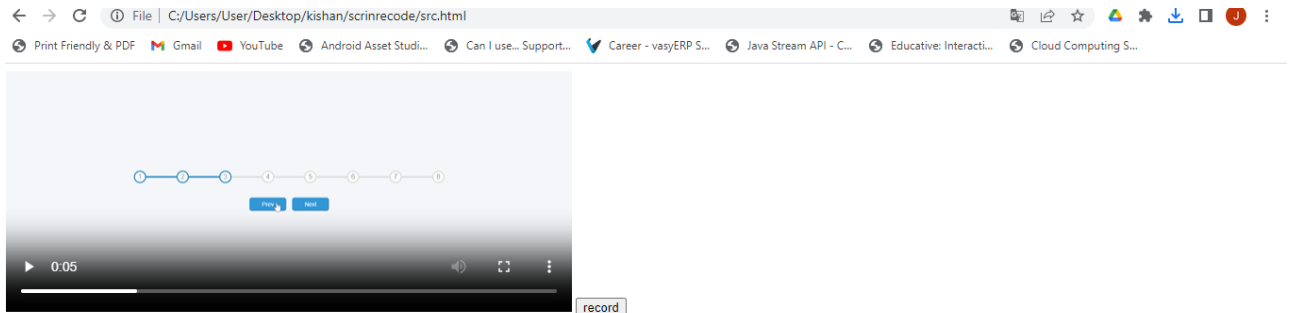 File | C:/Users/User/Desktop/kishan/scrinrecode/src.html
J
Print Friendly & PDF Gmail YouTube Android Asset Studi... Can I use... Support... Career - vasyERP S... Java Stream API - C... Educative: Interacti... Cloud Computing S...
1 2 3 4 5 6 7 8
Prev Next
0:05
record